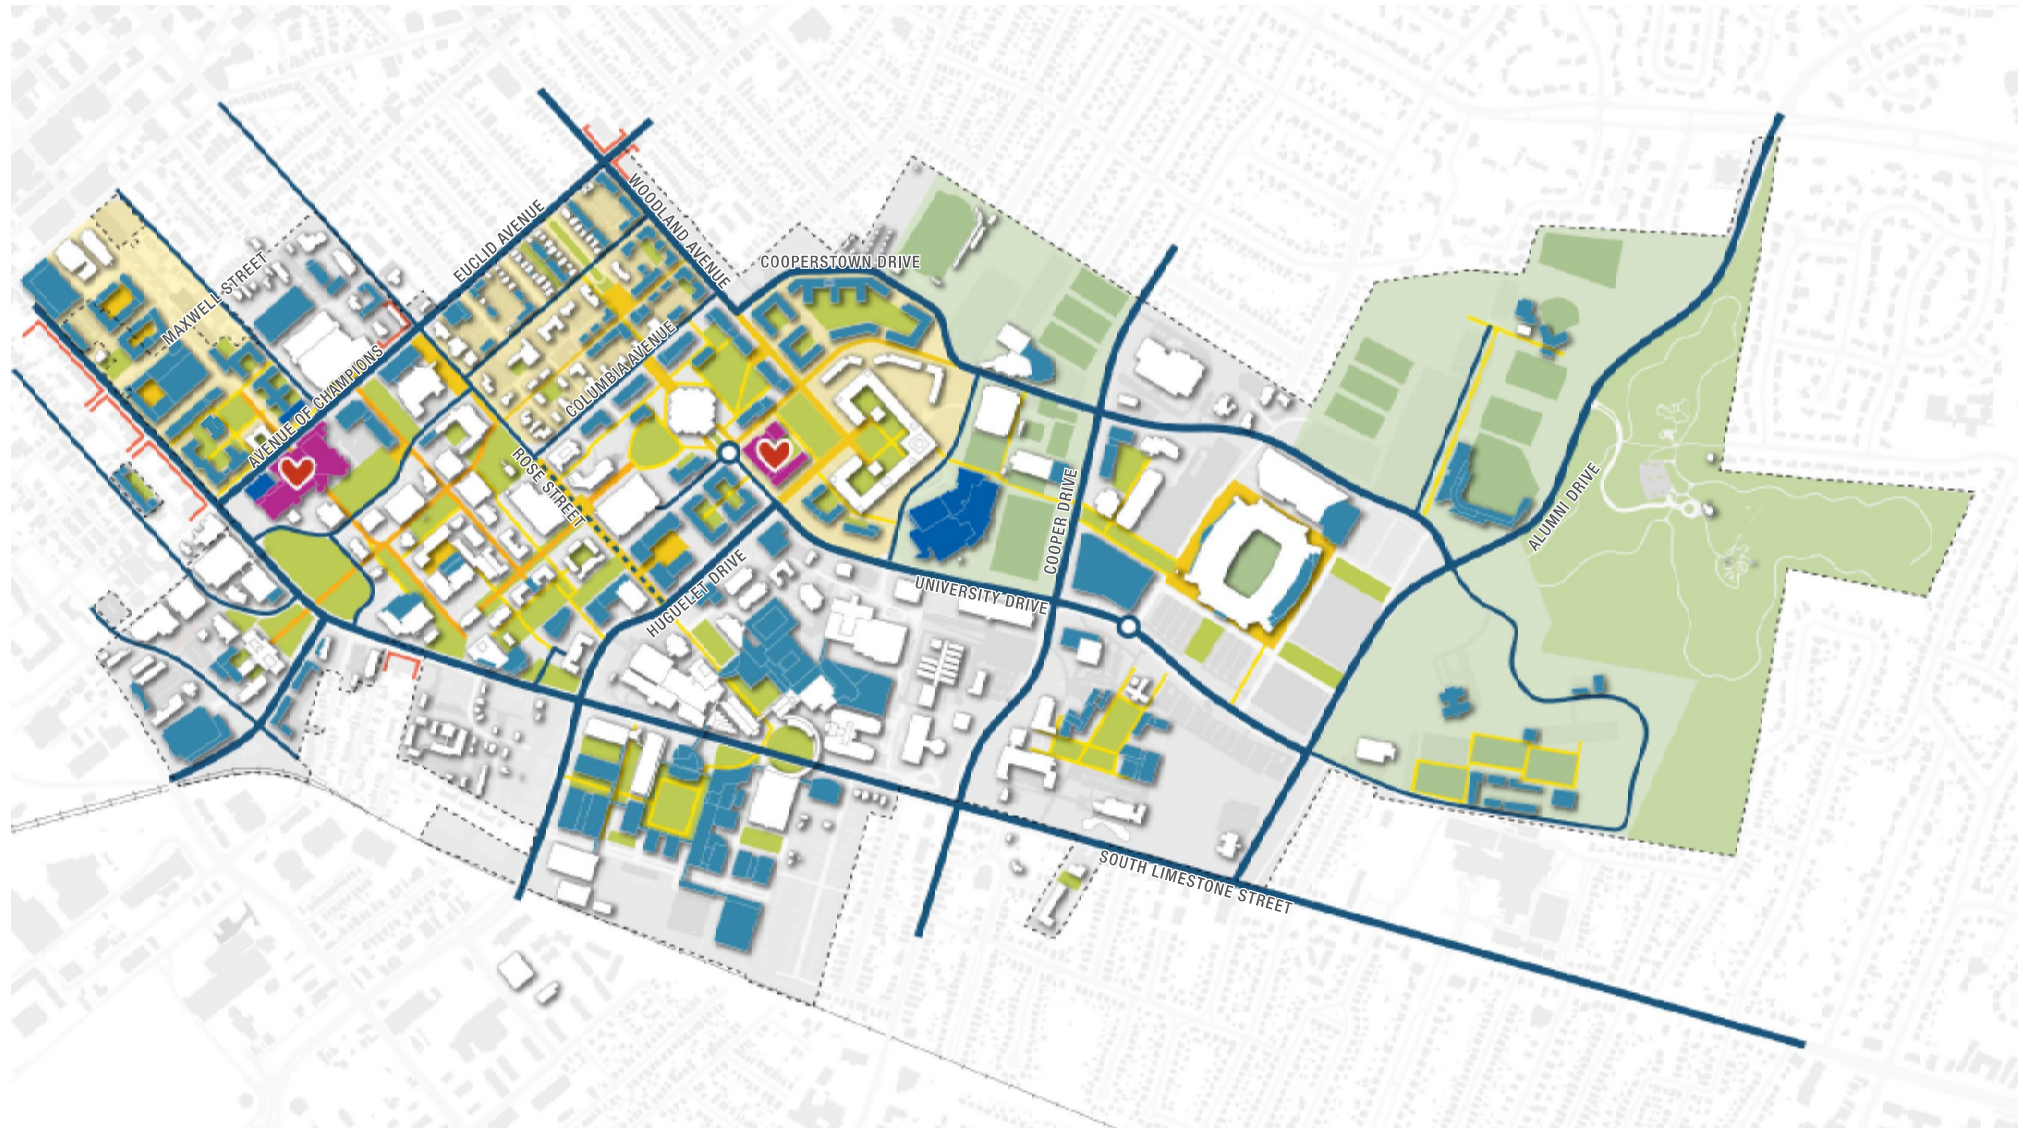 WOODLAND AVENUE
EUCLID AVENUE
COOPERSTOWN DRIVE
MAXWELL STREET
COLUMBIA AVENUE
AVENUE OF CHAMPIONS
ROSE STREET
COOPER DRIVE
ALUMNI DRIVE
HUGUELET DRIVE
UNIVERSITY DRIVE
SOUTH LIMESTONE STREET